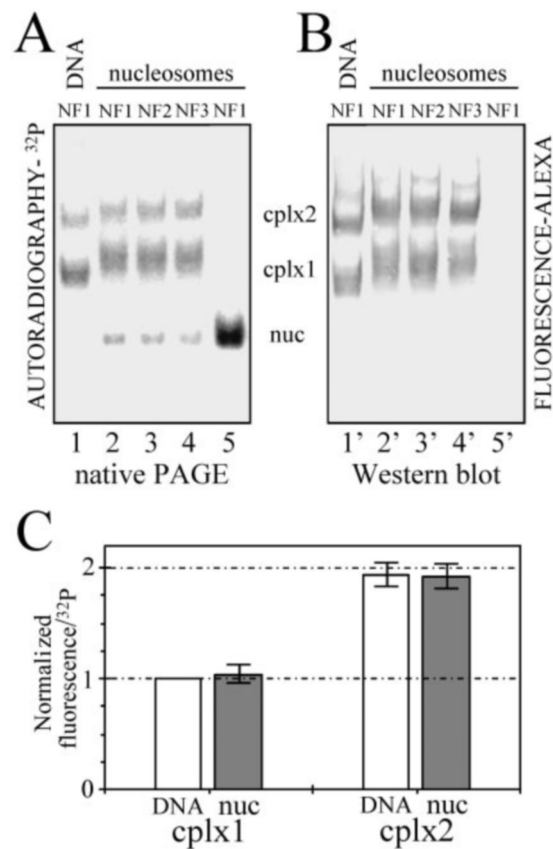 A
B
DNA
nucleosomes
DNA
nucleosomes
NF1 NF1 NF2 NF3 NF1
NF1 NF1 NF2 NF3 NF1
AUTORADIOGRAPHY-³²P
cplx2
cplx1
nuc
FLUORESCENCE-ALEXA
1 2 3 4 5
1' 2' 3' 4' 5'
native PAGE
Western blot
C
Normalized
fluorescence/³²P
2
1
0
DNA nuc
DNA nuc
cplx1
cplx2